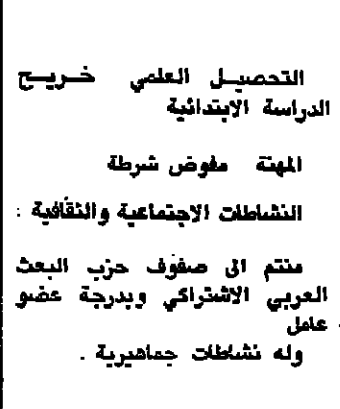 التحصيل العلمي خريج
الدراسة الابتدائية
المهنة مفوض شرطة
النشاطات الاجتماعية والثقافية :
منتم الى صفوف حزب البعث
العربي الاشتراكي وبدرجة عضو
عامل
وله نشاطات جماهيرية .